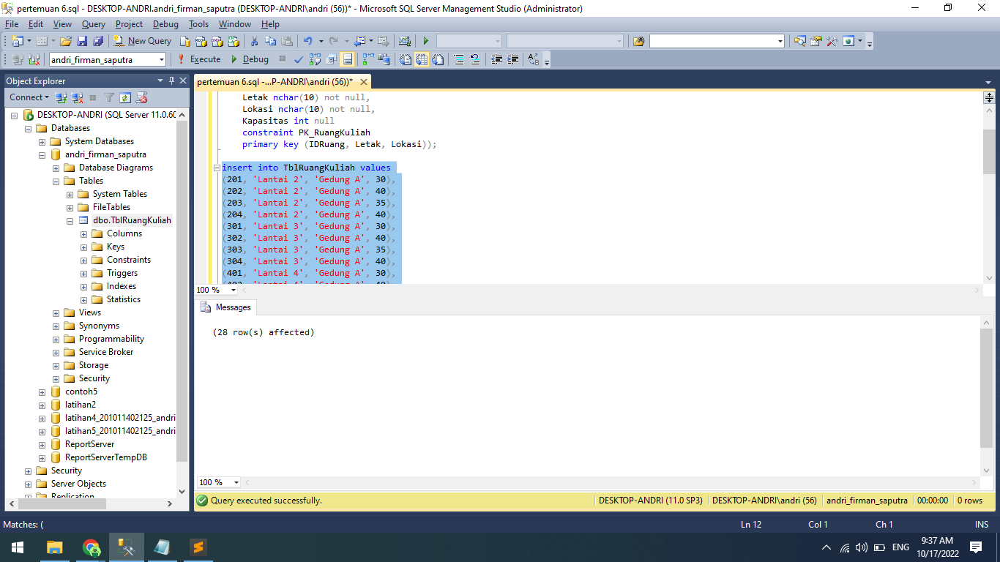 pertemuan 6.sql - DESKTOP-ANDRI.andri_firman_saputra (DESKTOP-ANDRI\andri (56))* - Microsoft SQL Server Management Studio (Administrator)
File Edit View Query Project Debug Tools Window Help
New Query
andri_firman_saputra
Execute
Debug
Object Explorer
Connect
DESKTOP-ANDRI (SQL Server 11.0.60
Databases
System Databases
andri_firman_saputra
Database Diagrams
Tables
System Tables
FileTables
dbo.TblRuangKuliah
Columns
Keys
Constraints
Triggers
Indexes
Statistics
Views
Synonyms
Programmability
Service Broker
Storage
Security
contoh5
latihan2
latihan4_201011402125_andri
latihan5_201011402125_andri
ReportServer
ReportServerTempDB
Security
Server Objects
Replication
pertemuan 6.sql -...P-ANDRI\andri (56))*
Letak nchar(10) not null,
Lokasi nchar(10) not null,
Kapasitas int null
constraint PK_RuangKuliah
primary key (IDRuang, Letak, Lokasi));
insert into TblRuangKuliah values
(201, 'Lantai 2', 'Gedung A', 30),
(202, 'Lantai 2', 'Gedung A', 40),
(203, 'Lantai 2', 'Gedung A', 35),
(204, 'Lantai 2', 'Gedung A', 40),
(301, 'Lantai 3', 'Gedung A', 30),
(302, 'Lantai 3', 'Gedung A', 40),
(303, 'Lantai 3', 'Gedung A', 35),
(304, 'Lantai 3', 'Gedung A', 40),
(401, 'Lantai 4', 'Gedung A', 30),
(402, 'Lantai 4', 'Gedung A', 40),
100 %
Messages
(28 row(s) affected)
100 %
Query executed successfully.
DESKTOP-ANDRI (11.0 SP3)
DESKTOP-ANDRI\andri (56)
andri_firman_saputra
00:00:00
0 rows
Matches: (
Ln 12
Col 1
Ch 1
INS
ENG
9:37 AM
10/17/2022